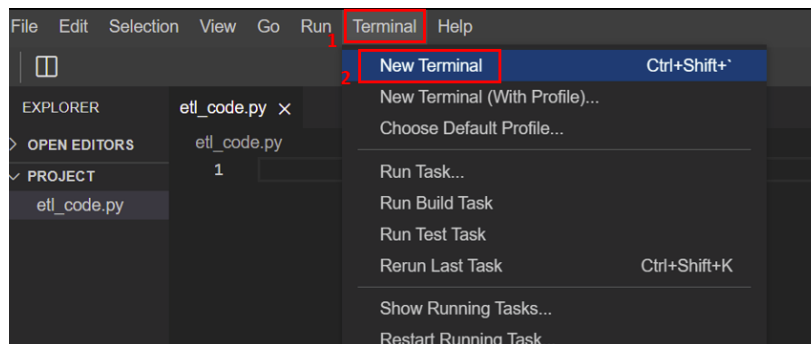 File Edit Selection View Go Run Terminal Help
1
2 New Terminal Ctrl+Shift+`
New Terminal (With Profile)...
Choose Default Profile...
Run Task...
Run Build Task
Run Test Task
Rerun Last Task Ctrl+Shift+K
Show Running Tasks...
Restart Running Task
EXPLORER
OPEN EDITORS
PROJECT
etl_code.py
etl_code.py
etl_code.py
1